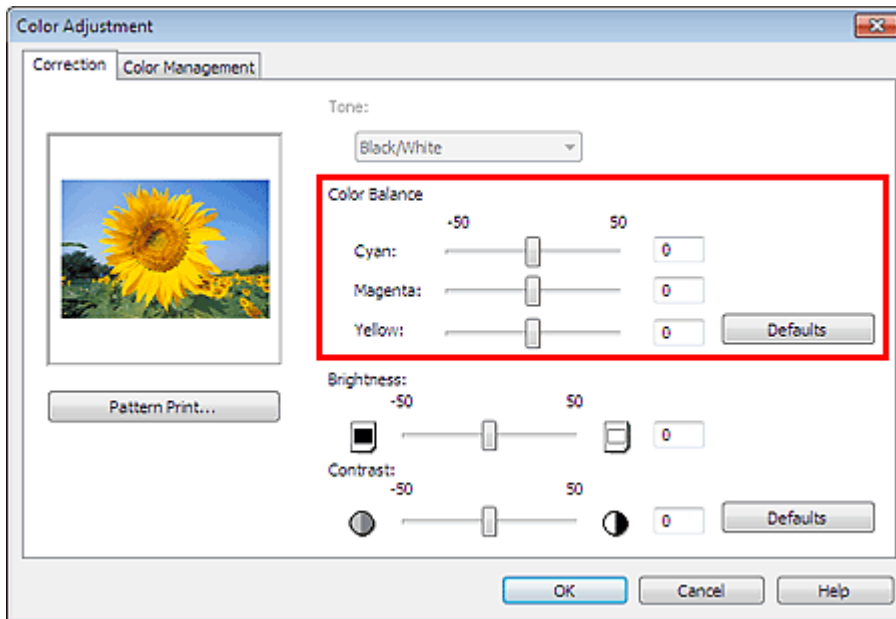 Color Adjustment
Correction
Color Management
Tone:
Black/White
Color Balance
-50 50
Cyan: 0
Magenta: 0
Yellow: 0 Defaults
Pattern Print...
Brightness:
-50 50
0
Contrast:
-50 50
0 Defaults
OK Cancel Help